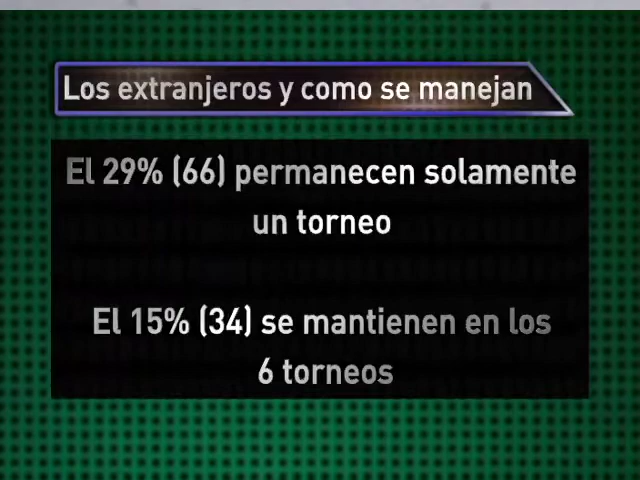 Los extranjeros y como se manejan
El 29% (66) permanecen solamente
un torneo
El 15% (34) se mantienen en los
6 torneos